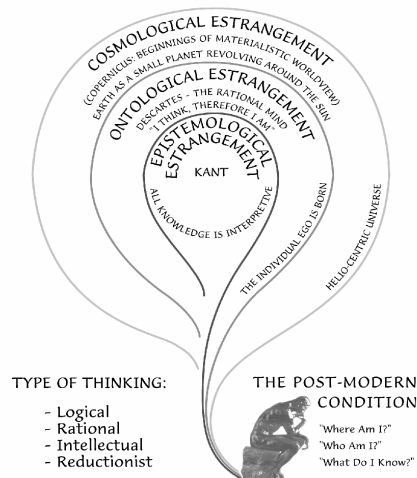 COSMOLOGICAL ESTRANGEMENT
(COPERNICUS: BEGINNINGS OF MATERIALISTIC WORLDVIEW)
EARTH AS A SMALL PLANET REVOLVING AROUND THE SUN
ONTOLOGICAL ESTRANGEMENT
DESCARTES - THE RATIONAL MIND
"I THINK, THEREFORE I AM"
EPISTEMOLOGICAL
ESTRANGEMENT
KANT
ALL KNOWLEDGE IS INTERPRETIVE
THE INDIVIDUAL EGO IS BORN
HELIO-CENTRIC UNIVERSE
TYPE OF THINKING:
- Logical
- Rational
- Intellectual
- Reductionist
THE POST-MODERN
CONDITION
"Where Am I?"
"Who Am I?"
"What Do I Know?"